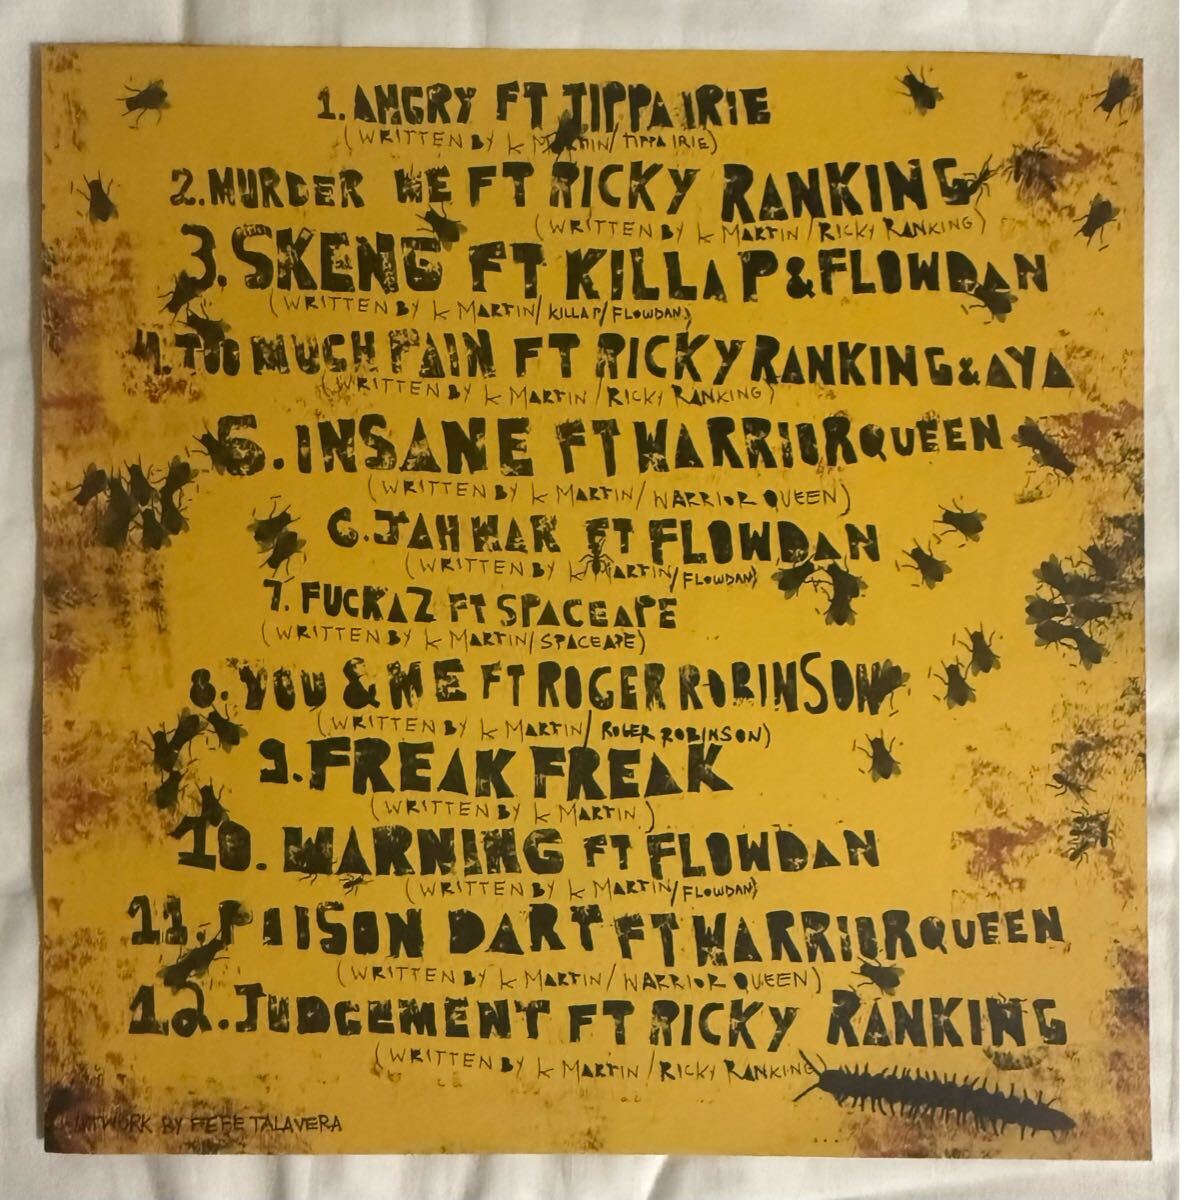 1. ANGRY FT TIPPA IRIE
(WRITTEN BY K MARTIN/TIPPA IRIE)
2. MURDER ME FT RICKY RANKING
(WRITTEN BY K MARTIN/RICKY RANKING)
3. SKENG FT KILLA P & FLOWDAN
(WRITTEN BY K MARTIN/KILLA P/FLOWDAN)
4. TOO MUCH PAIN FT RICKY RANKING & AYA
(WRITTEN BY K MARTIN/RICKY RANKING)
5. INSANE FT WARRIOR QUEEN
(WRITTEN BY K MARTIN/WARRIOR QUEEN)
6. JAH WAR FT FLOWDAN
(WRITTEN BY K MARTIN/FLOWDAN)
7. FUCKAZ FT SPACEAPE
(WRITTEN BY K MARTIN/SPACEAPE)
8. YOU & ME FT ROGER ROBINSON
(WRITTEN BY K MARTIN/ROGER ROBINSON)
9. FREAK FREAK
(WRITTEN BY K MARTIN)
10. WARNING FT FLOWDAN
(WRITTEN BY K MARTIN/FLOWDAN)
11. POISON DART FT WARRIOR QUEEN
(WRITTEN BY K MARTIN/WARRIOR QUEEN)
12. JUDGEMENT FT RICKY RANKING
(WRITTEN BY K MARTIN/RICKY RANKING)
ARTWORK BY FEFE TALAVERA